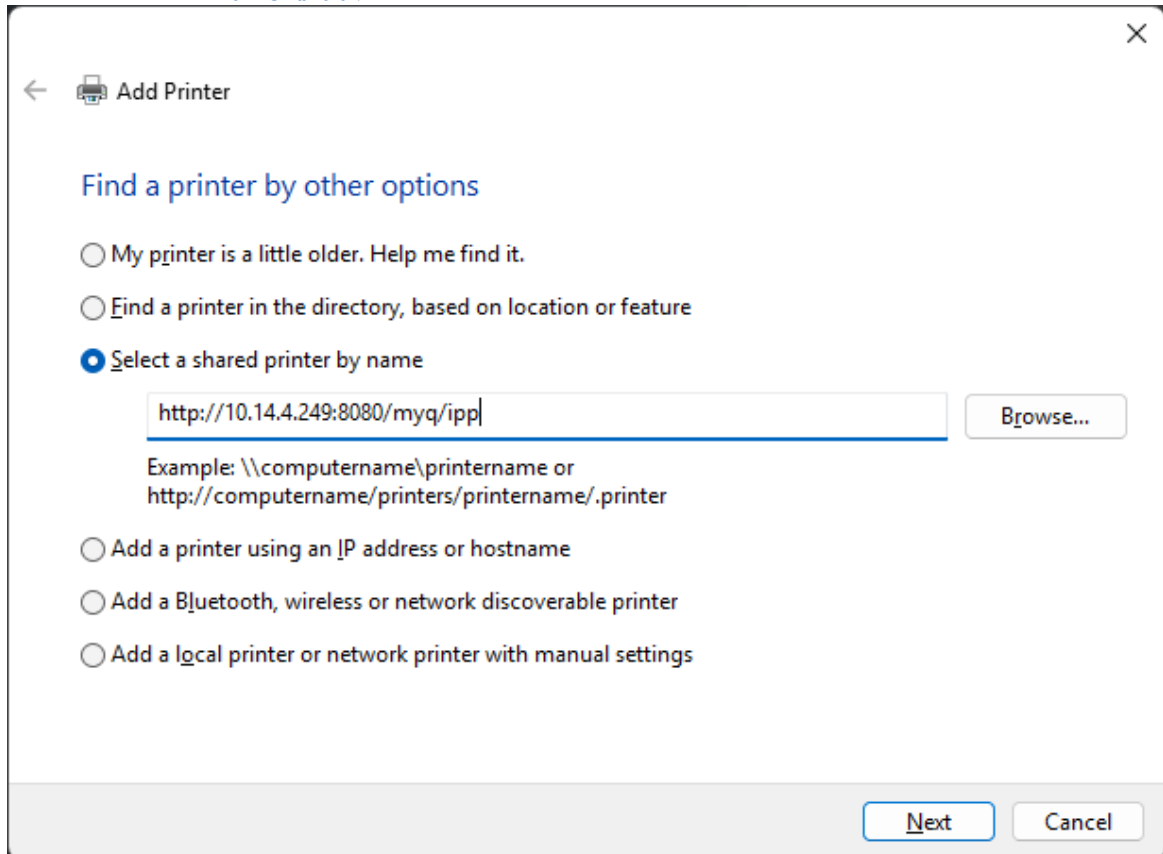 Add Printer
Find a printer by other options
My printer is a little older. Help me find it.
Find a printer in the directory, based on location or feature
Select a shared printer by name
http://10.14.4.249:8080/myq/ipp
Browse...
Example: \\computername\printername or
http://computername/printers/printername/.printer
Add a printer using an IP address or hostname
Add a Bluetooth, wireless or network discoverable printer
Add a local printer or network printer with manual settings
Next
Cancel